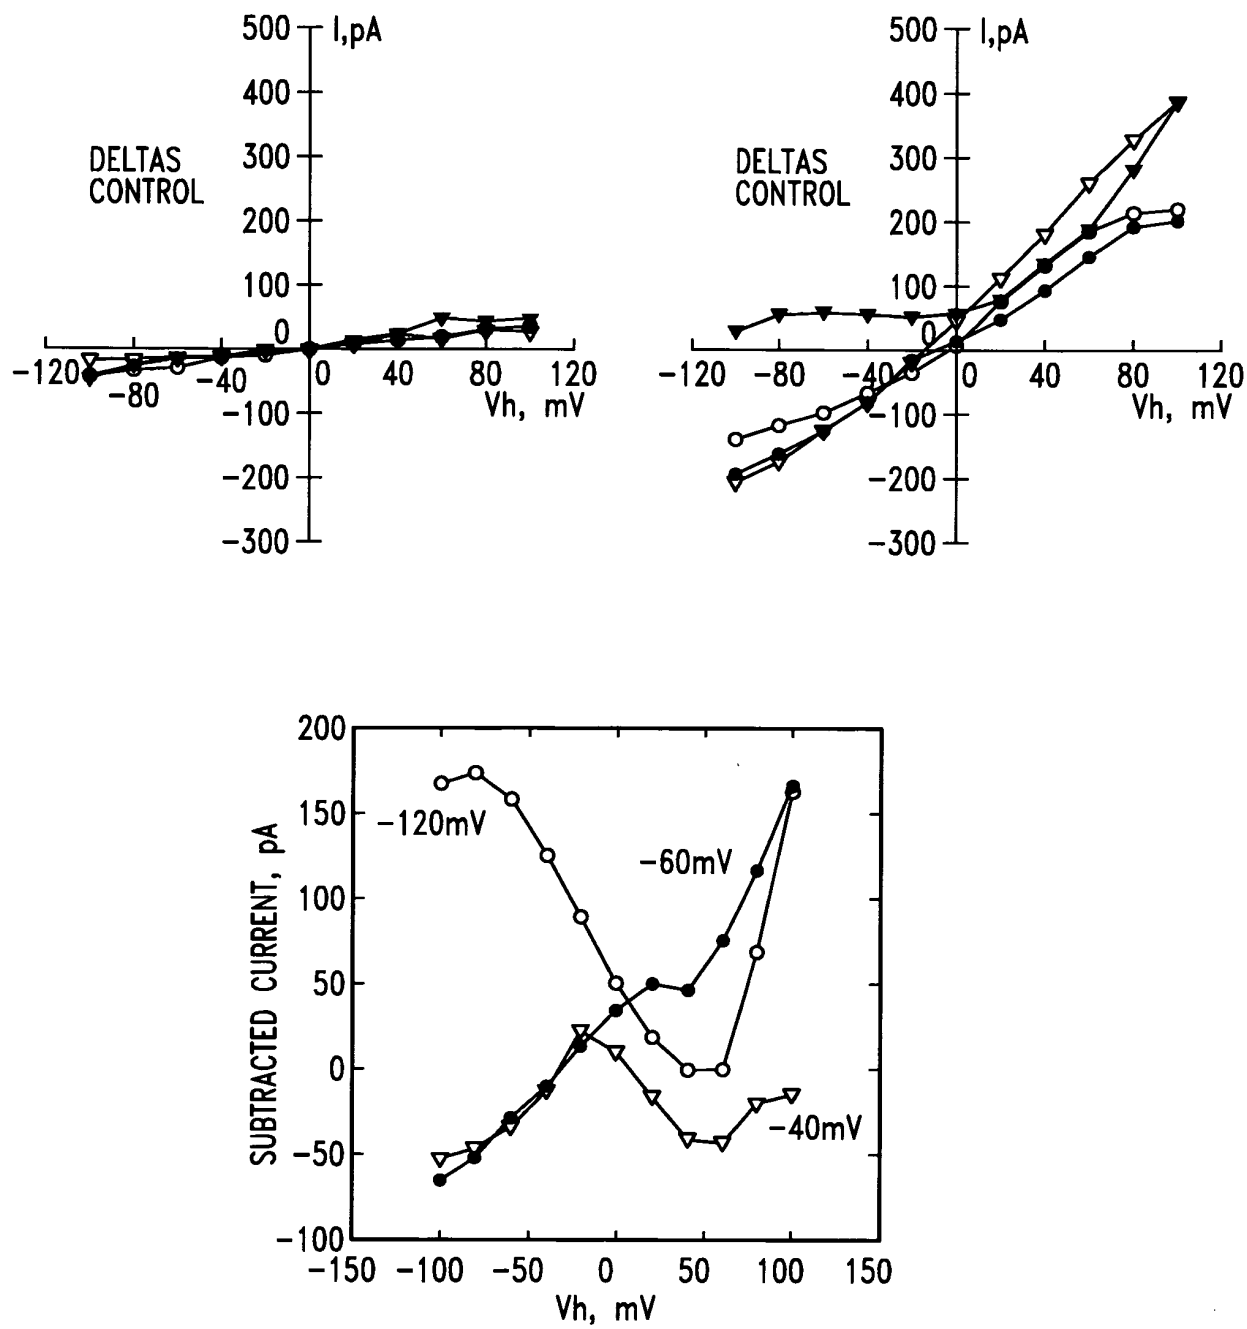 500 I,pA
400
DELTAS 300
CONTROL
200
100
0
-120 -80 -40 0 40 80 120
Vh, mV
-100
-200
-300
500 I,pA
400
DELTAS 300
CONTROL
200
100
0
-120 -80 -40 0 40 80 120
Vh, mV
-100
-200
-300
200
150
100
50
0
-50
-100
SUBTRACTED CURRENT, pA
-120mV
-60mV
-40mV
-150 -100 -50 0 50 100 150
Vh, mV